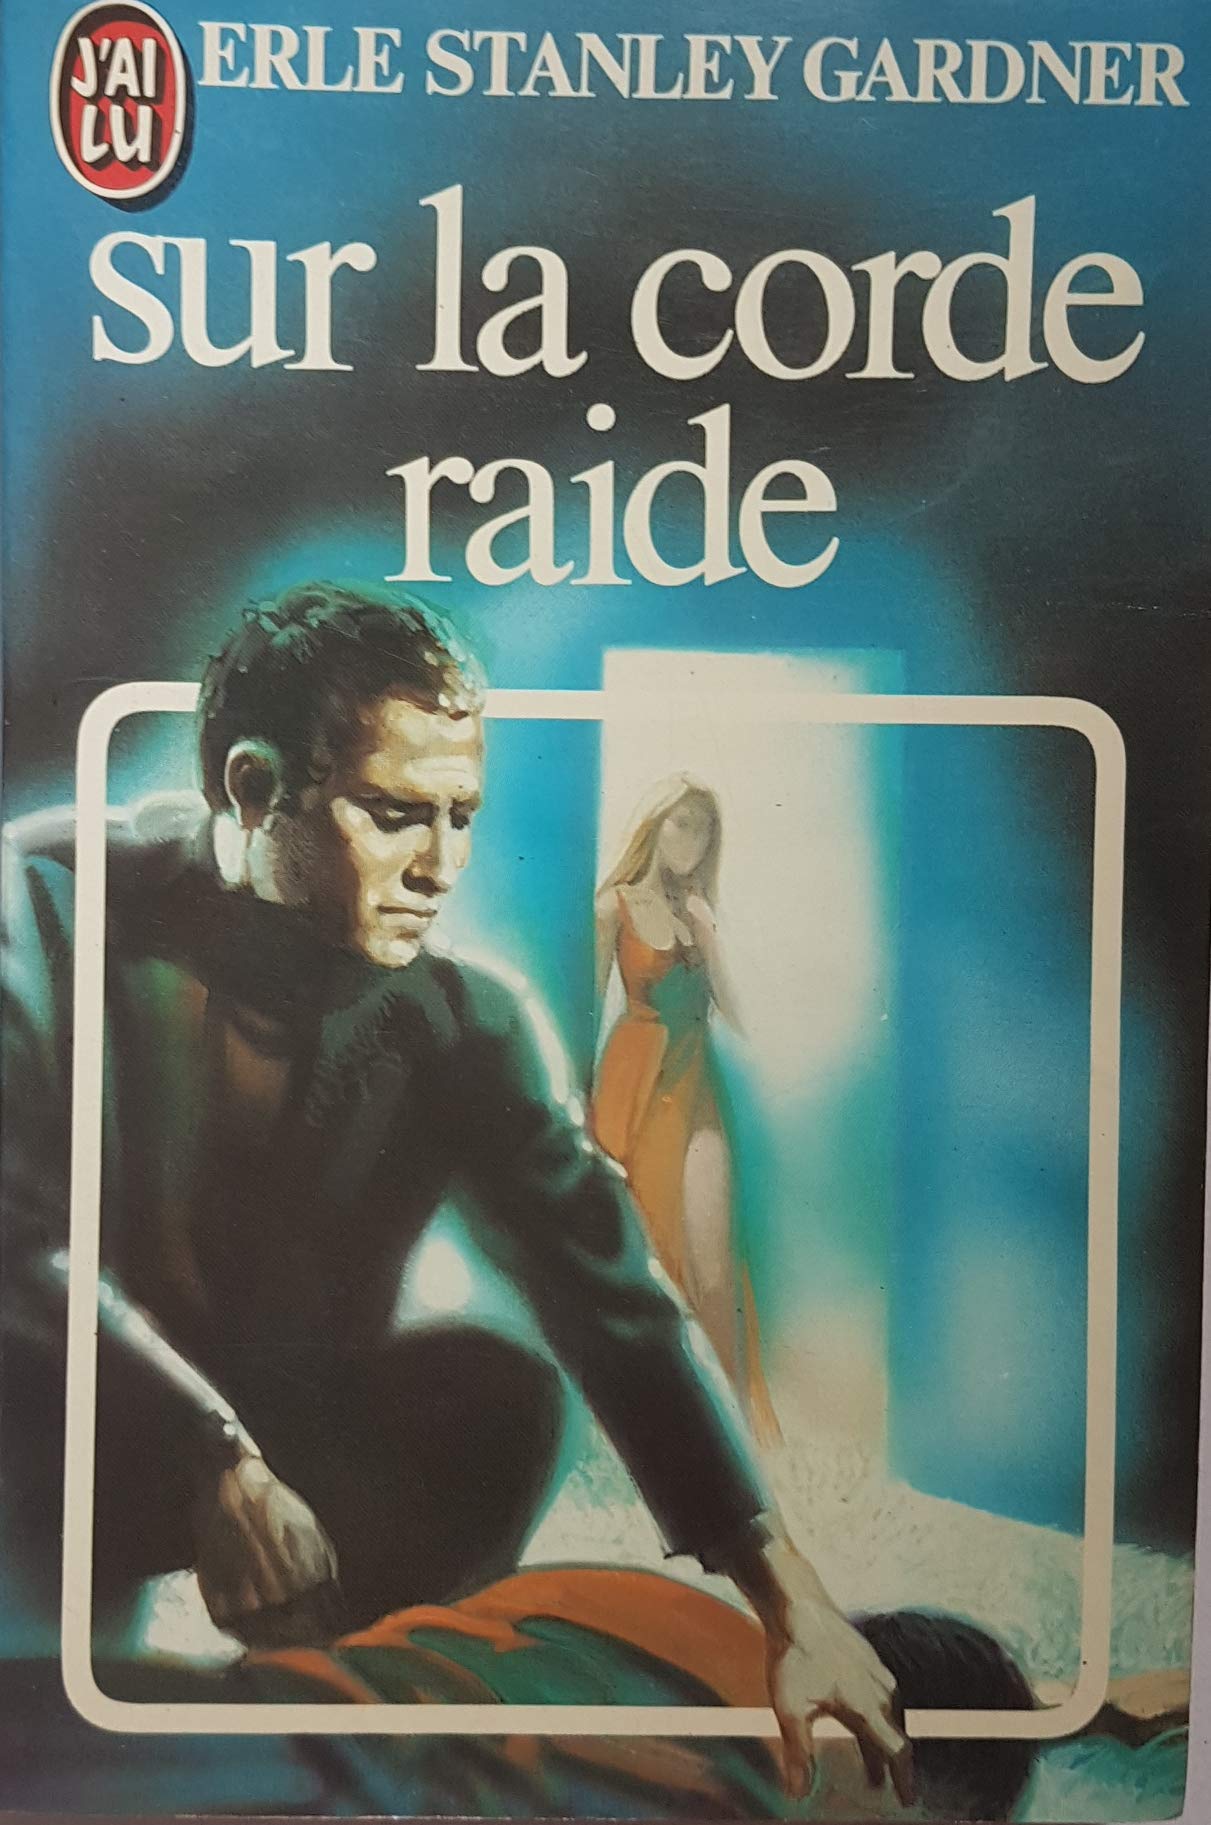 J'AI
LU
ERLE STANLEY GARDNER
sur la corde
raide